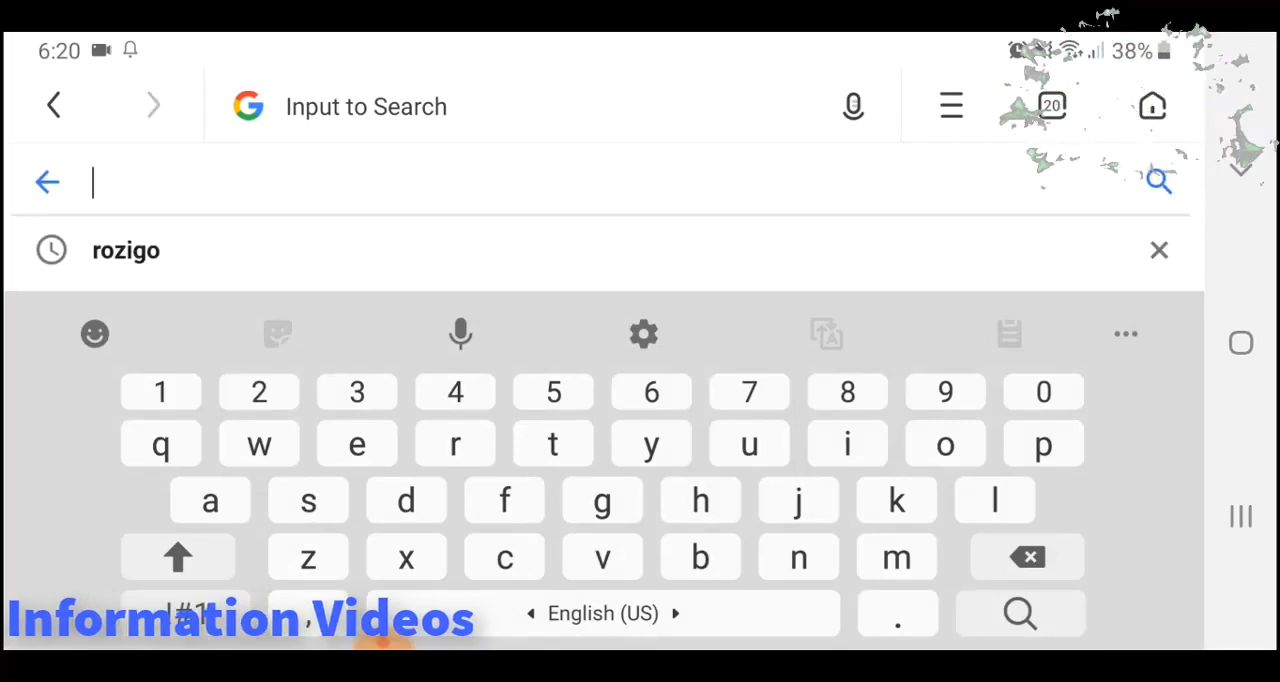 6:20 38%
Input to Search 20
rozigo
1 2 3 4 5 6 7 8 9 0
q w e r t y u i o p
a s d f g h j k l
z x c v b n m
!#1 , English (US) .
Information Videos